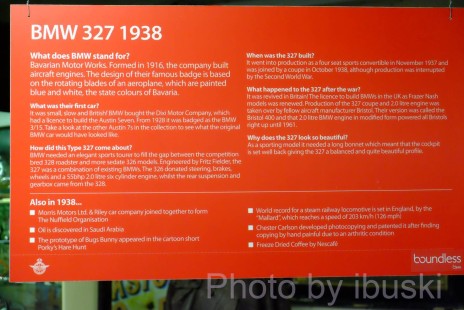 BMW 327 1938
What does BMW stand for?
Bavarian Motor Works. Formed in 1916, the company built
aircraft engines. The design of their famous badge is based
on the rotating blades of an aeroplane, which are painted
blue and white, the state colours of Bavaria.
What was their first car?
It was small, slow and British! BMW bought the Dixi Motor Company, which
had a licence to build the Austin Seven. From 1928 it was badged as the BMW
3/15. Take a look at the other Austin 7s in the collection to see what the original
BMW car would have looked like.
How did this Type 327 come about?
BMW needed an elegant sports tourer to fill the gap between the competition
bred 328 roadster and more sedate 326 models. Engineered by Fritz Fielder, the
327 was a combination of existing BMWs. The 326 donated steering, brakes,
wheels and a 55bhp 2.0 litre six cylinder engine, whilst the rear suspension and
gearbox came from the 328.
When was the 327 built?
It went into production as a four seat sports convertible in November 1937 and
was joined by a coupe in October 1938, although production was interrupted
by the Second World War.
What happened to the 327 after the war?
It was revived in Britain! The licence to build BMWs in the UK as Frazer Nash
models was renewed. Production of the 327 coupe and 2.0 litre engine was
taken over by fellow aircraft manufacturer Bristol. Their version was called the
Bristol 400 and that 2.0 litre BMW engine in modified form powered all Bristols
right up until 1961.
Why does the 327 look so beautiful?
As a sporting model it needed a long bonnet which meant that the cockpit
is set well back giving the 327 a balanced and quite beautiful profile.
Also in 1938...
Morris Motors Ltd. & Riley car company joined together to form
The Nuffield Organisation
Oil is discovered in Saudi Arabia
The prototype of Bugs Bunny appeared in the cartoon short
Porky's Hare Hunt
World record for a steam railway locomotive is set in England, by the
"Mallard", which reaches a speed of 203 km/h (126 mph)
Chester Carlson developed photocopying and patented it after finding
copying by hand painful due to an arthritic condition
Freeze Dried Coffee by Nescafé
boundless
Photo by ibuski